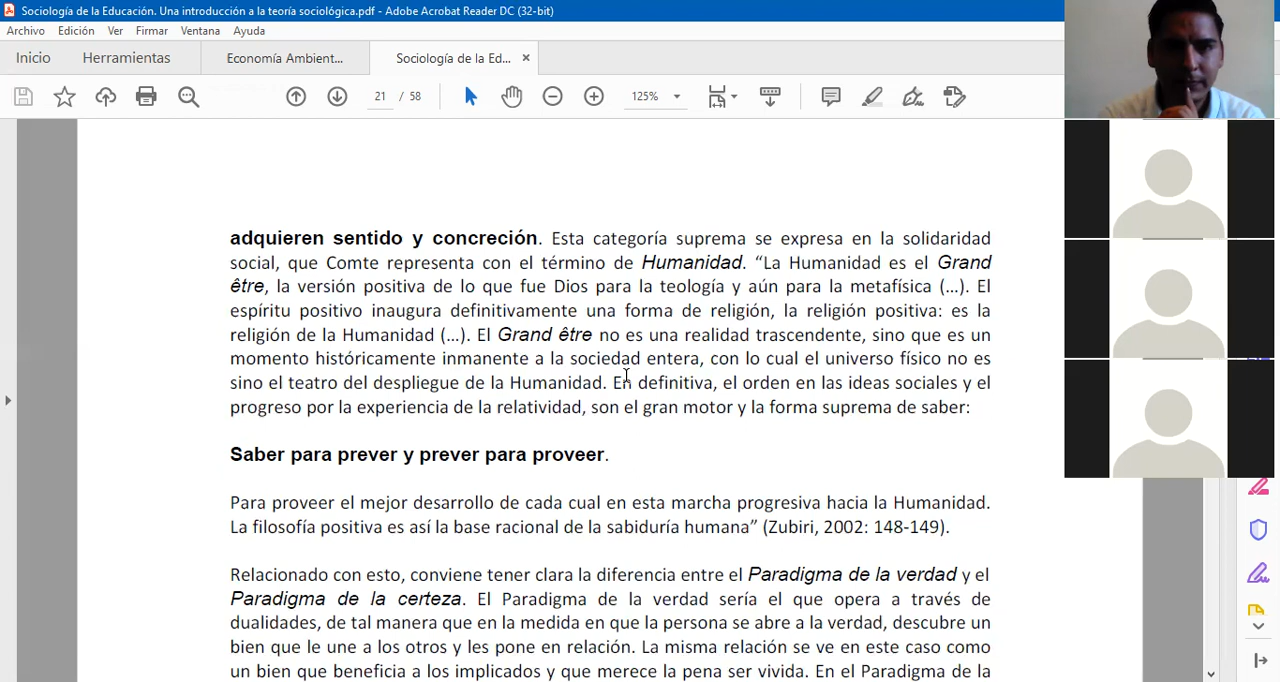 Sociología de la Educación. Una introducción a la teoría sociológica.pdf - Adobe Acrobat Reader DC (32-bit)
Archivo Edición Ver Firmar Ventana Ayuda
Inicio Herramientas Economía Ambient... Sociología de la Ed... ×
21 / 58 125%
adquieren sentido y concreción. Esta categoría suprema se expresa en la solidaridad
social, que Comte representa con el término de Humanidad. “La Humanidad es el Grand
être, la versión positiva de lo que fue Dios para la teología y aún para la metafísica (…). El
espíritu positivo inaugura definitivamente una forma de religión, la religión positiva: es la
religión de la Humanidad (…). El Grand être no es una realidad trascendente, sino que es un
momento históricamente inmanente a la sociedad entera, con lo cual el universo físico no es
sino el teatro del despliegue de la Humanidad. En definitiva, el orden en las ideas sociales y el
progreso por la experiencia de la relatividad, son el gran motor y la forma suprema de saber:
Saber para prever y prever para proveer.
Para proveer el mejor desarrollo de cada cual en esta marcha progresiva hacia la Humanidad.
La filosofía positiva es así la base racional de la sabiduría humana” (Zubiri, 2002: 148-149).
Relacionado con esto, conviene tener clara la diferencia entre el Paradigma de la verdad y el
Paradigma de la certeza. El Paradigma de la verdad sería el que opera a través de
dualidades, de tal manera que en la medida en que la persona se abre a la verdad, descubre un
bien que le une a los otros y les pone en relación. La misma relación se ve en este caso como
un bien que beneficia a los implicados y que merece la pena ser vivida. En el Paradigma de la